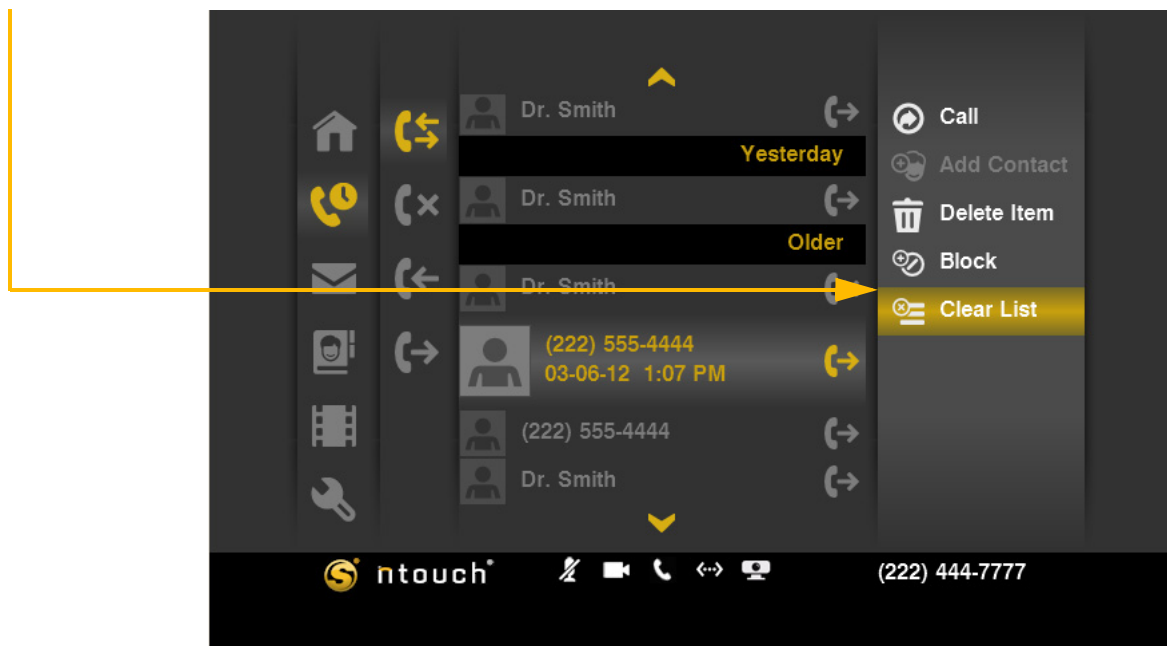 Dr. Smith
Yesterday
Dr. Smith
Older
Dr. Smith
(222) 555-4444
03-06-12 1:07 PM
(222) 555-4444
Dr. Smith
Call
Add Contact
Delete Item
Block
Clear List
S ntouch
(222) 444-7777